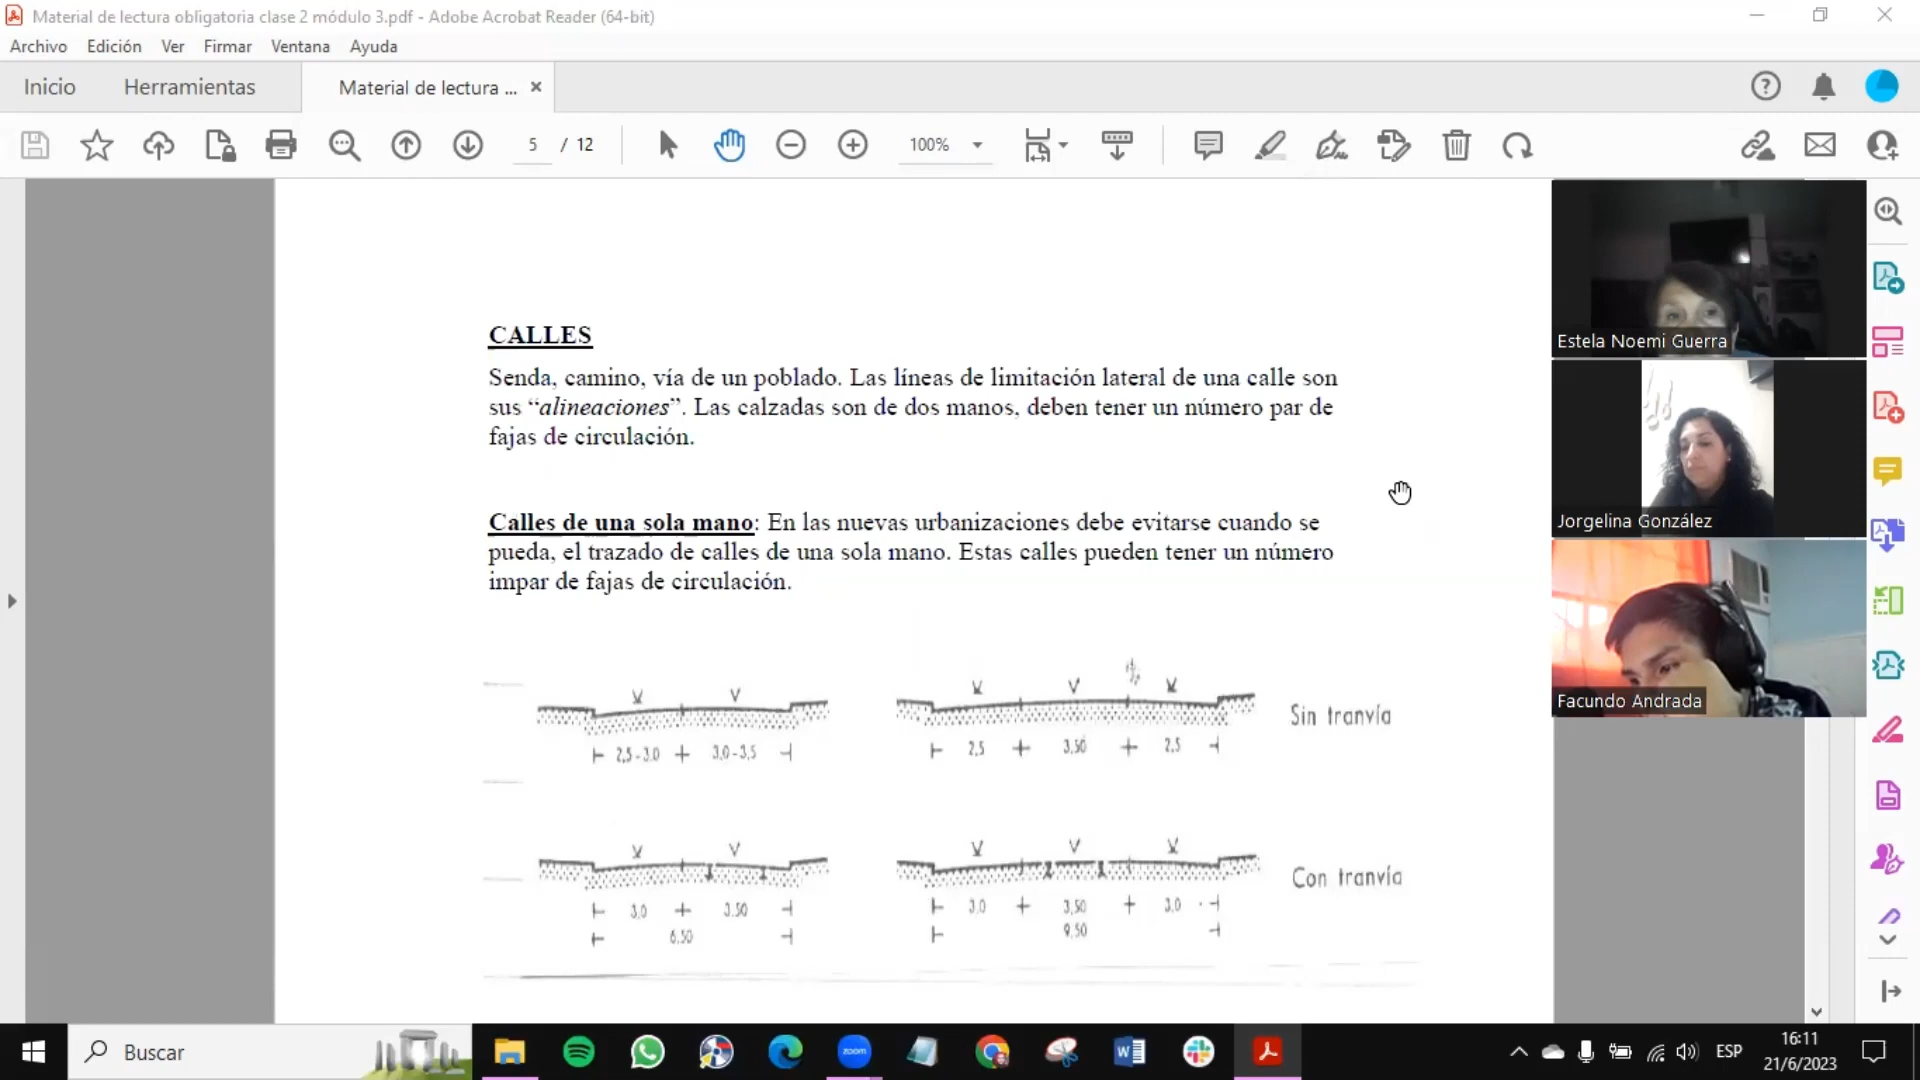 Material de lectura obligatoria clase 2 módulo 3.pdf - Adobe Acrobat Reader (64-bit)
Archivo Edición Ver Firmar Ventana Ayuda
Inicio Herramientas Material de lectura ...
5 / 12 100%
CALLES
Senda, camino, vía de un poblado. Las líneas de limitación lateral de una calle son
sus “alineaciones”. Las calzadas son de dos manos, deben tener un número par de
fajas de circulación.
Calles de una sola mano: En las nuevas urbanizaciones debe evitarse cuando se
pueda, el trazado de calles de una sola mano. Estas calles pueden tener un número
impar de fajas de circulación.
Sin tranvía
2,5-3,0 3,0-3,5 2,5 3,50 2,5
Con tranvía
3,0 3.50 3,0 3,50 3,0
6,50 9,50
Estela Noemi Guerra
Jorgelina González
Facundo Andrada
Buscar
zoom
ESP
16:11
21/6/2023